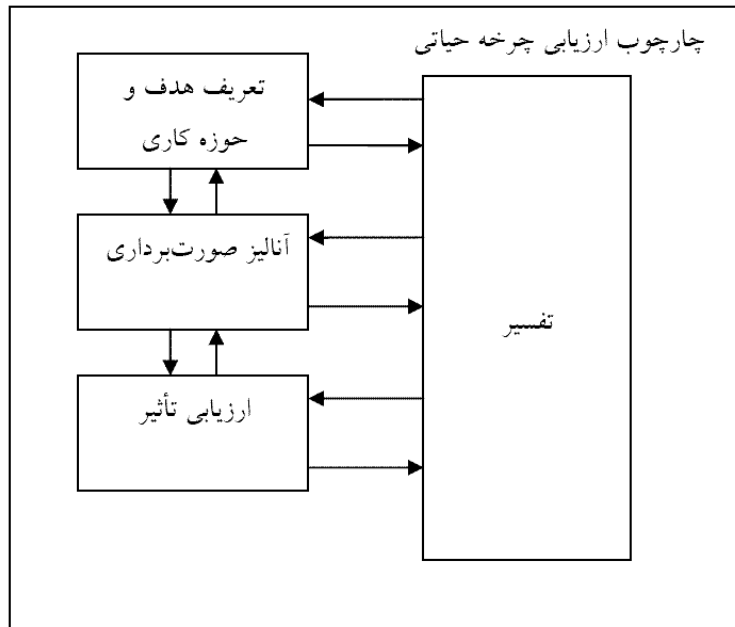 چارچوب ارزیابی چرخه حیاتی
تعریف هدف و
حوزه کاری
آنالیز صورت‌برداری
ارزیابی تأثیر
تفسیر